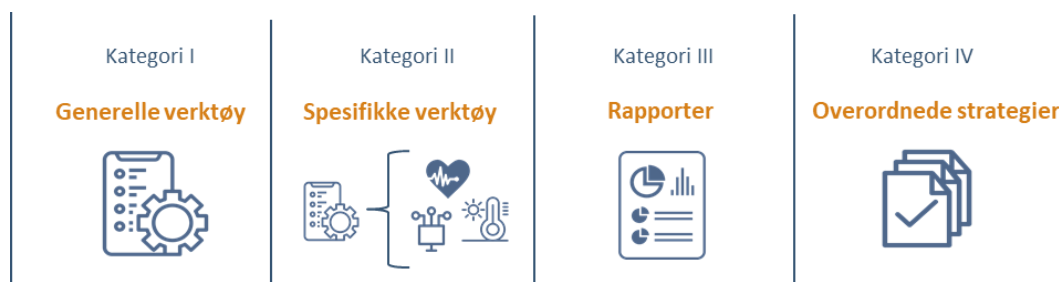 Kategori I
Generelle verktøy
Kategori II
Spesifikke verktøy
Kategori III
Rapporter
Kategori IV
Overordnede strategier